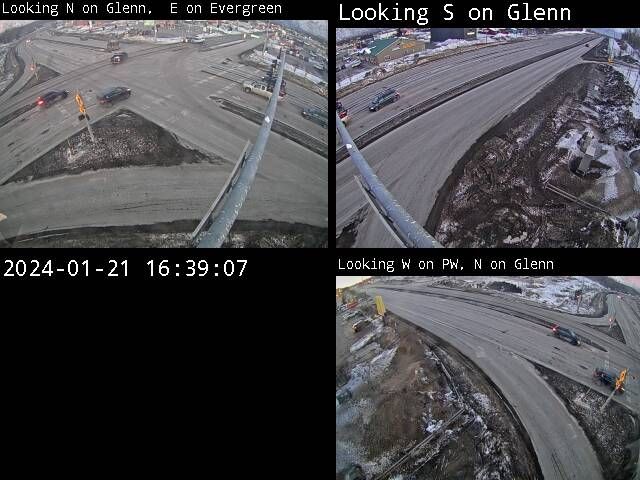 Looking N on Glenn, E on Evergreen
Looking S on Glenn
2024-01-21 16:39:07
Looking W on PW, N on Glenn